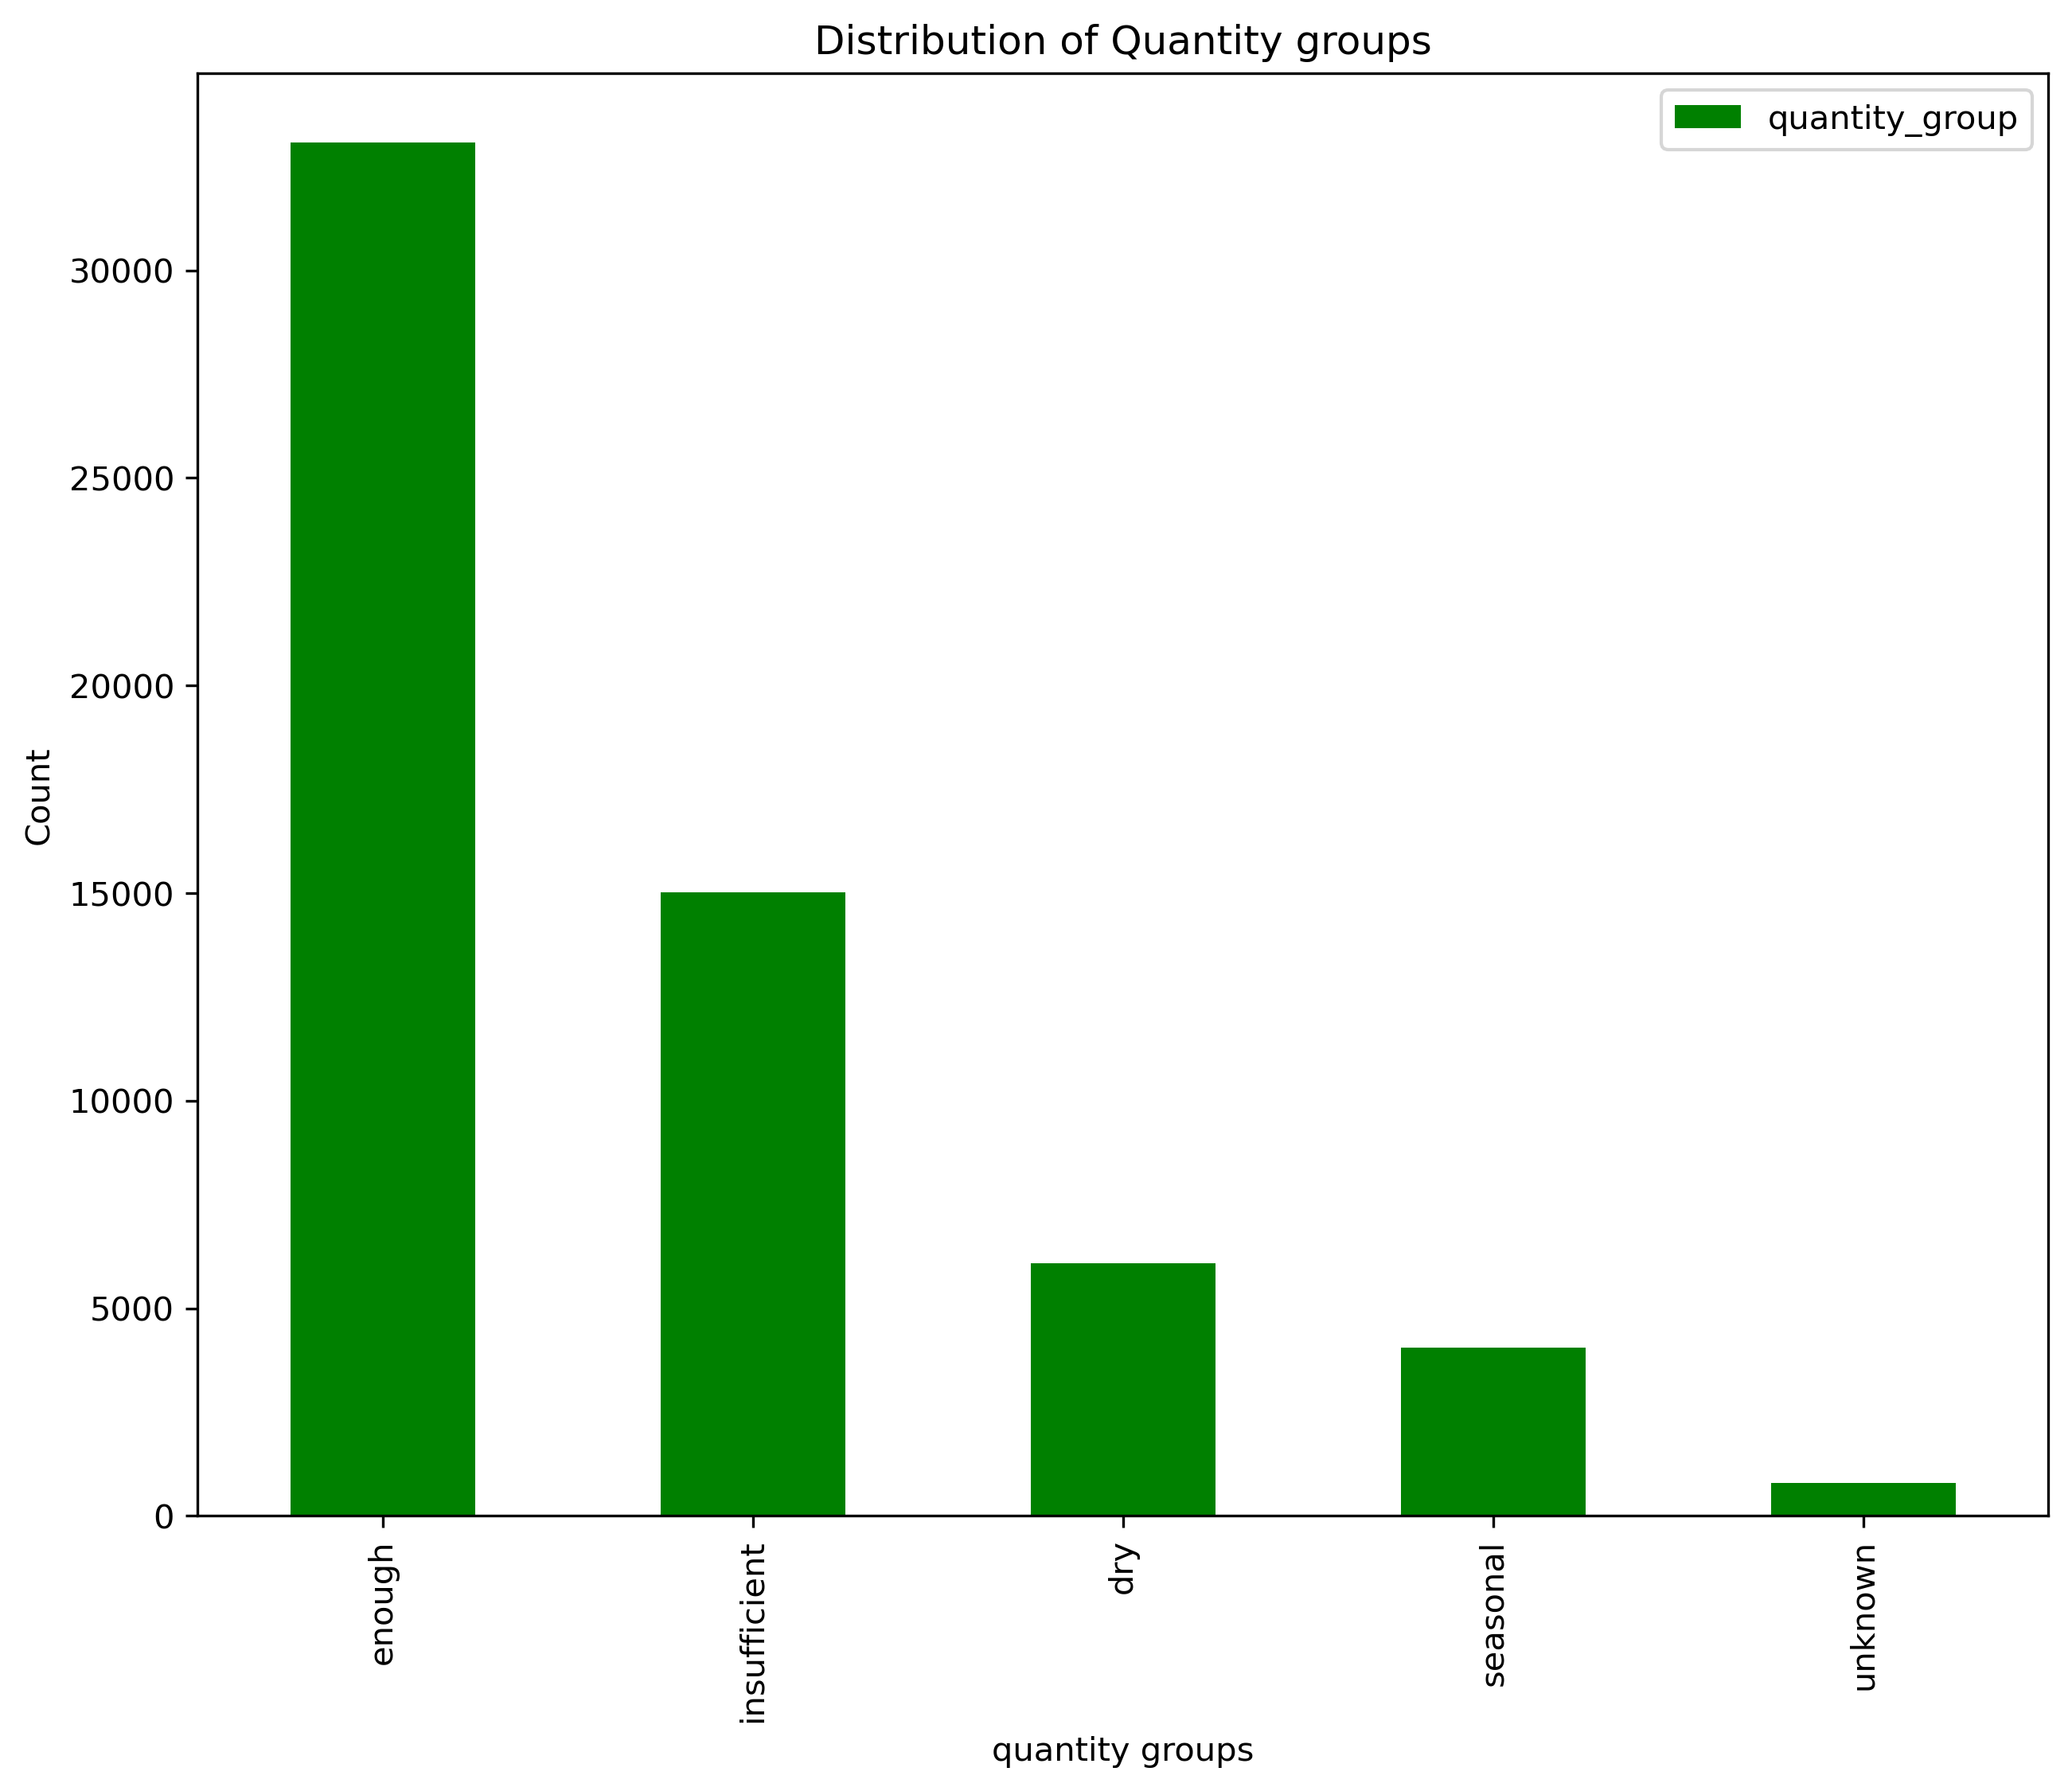 Distribution of Quantity groups
quantity_group
Count
30000
25000
20000
15000
10000
5000
0
enough
insufficient
dry
seasonal
unknown
quantity groups